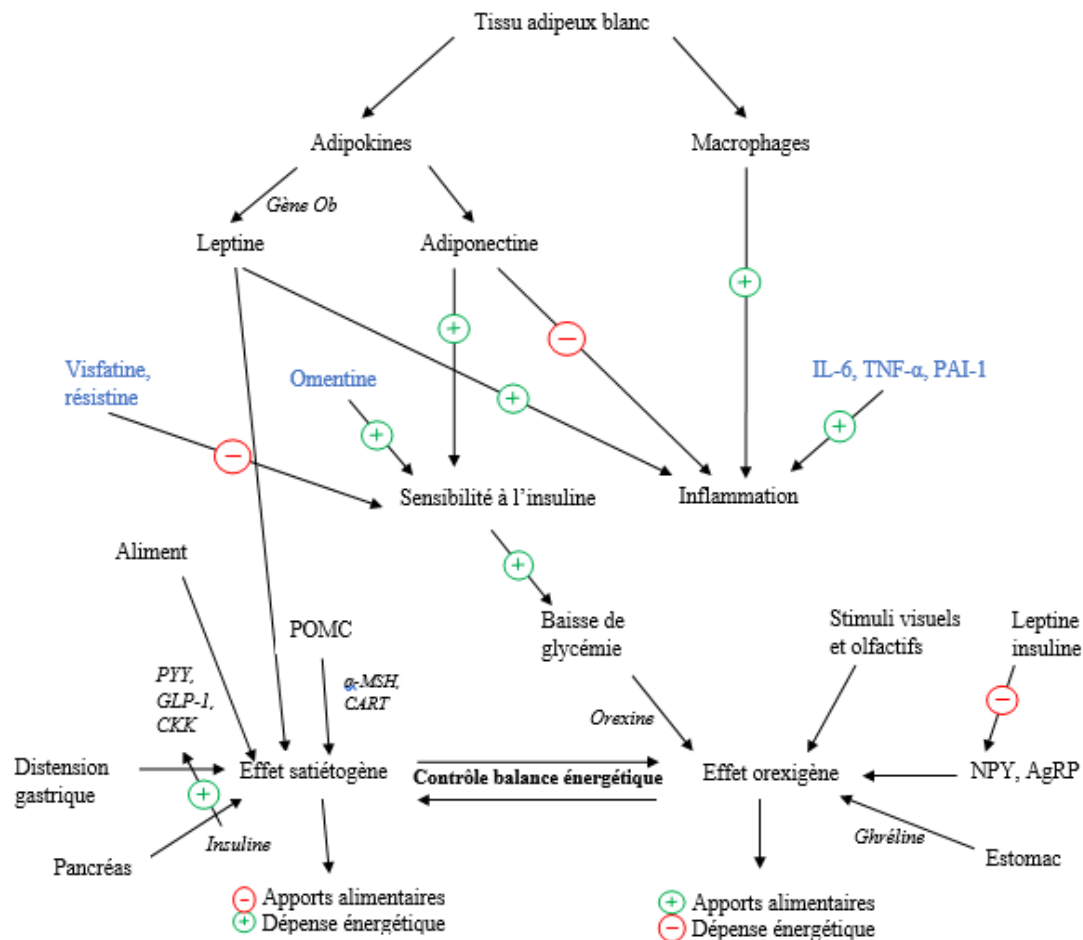 Tissu adipeux blanc
Adipokines
Macrophages
Gène Ob
Leptine
Adiponectine
+
+
−
Visfatine,
résistine
Omentine
IL-6, TNF-α, PAI-1
+
+
+
−
Sensibilité à l’insuline
Inflammation
Aliment
+
POMC
Baisse de
glycémie
Stimuli visuels
et olfactifs
Leptine
insuline
PYY,
GLP-1,
CKK
α-MSH,
CART
−
Orexine
Distension
gastrique
Effet satiétogène
Contrôle balance énergétique
Effet orexigène
NPY, AgRP
+
Insuline
Ghréline
Pancréas
Estomac
− Apports alimentaires
+ Dépense énergétique
+ Apports alimentaires
− Dépense énergétique